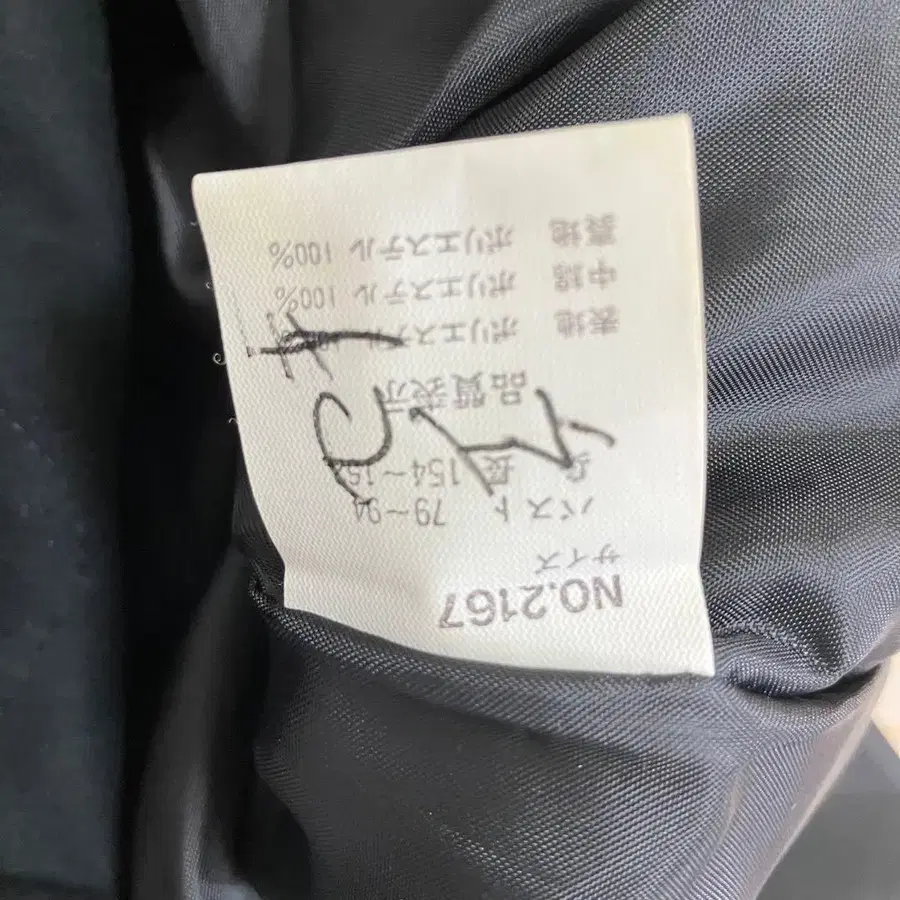 NO.2167
サイズ
バスト 79~94
身 長 154~
品質表示
表地 ポリエステル
中綿 ポリエステル 100%
裏地 ポリエステル 100%